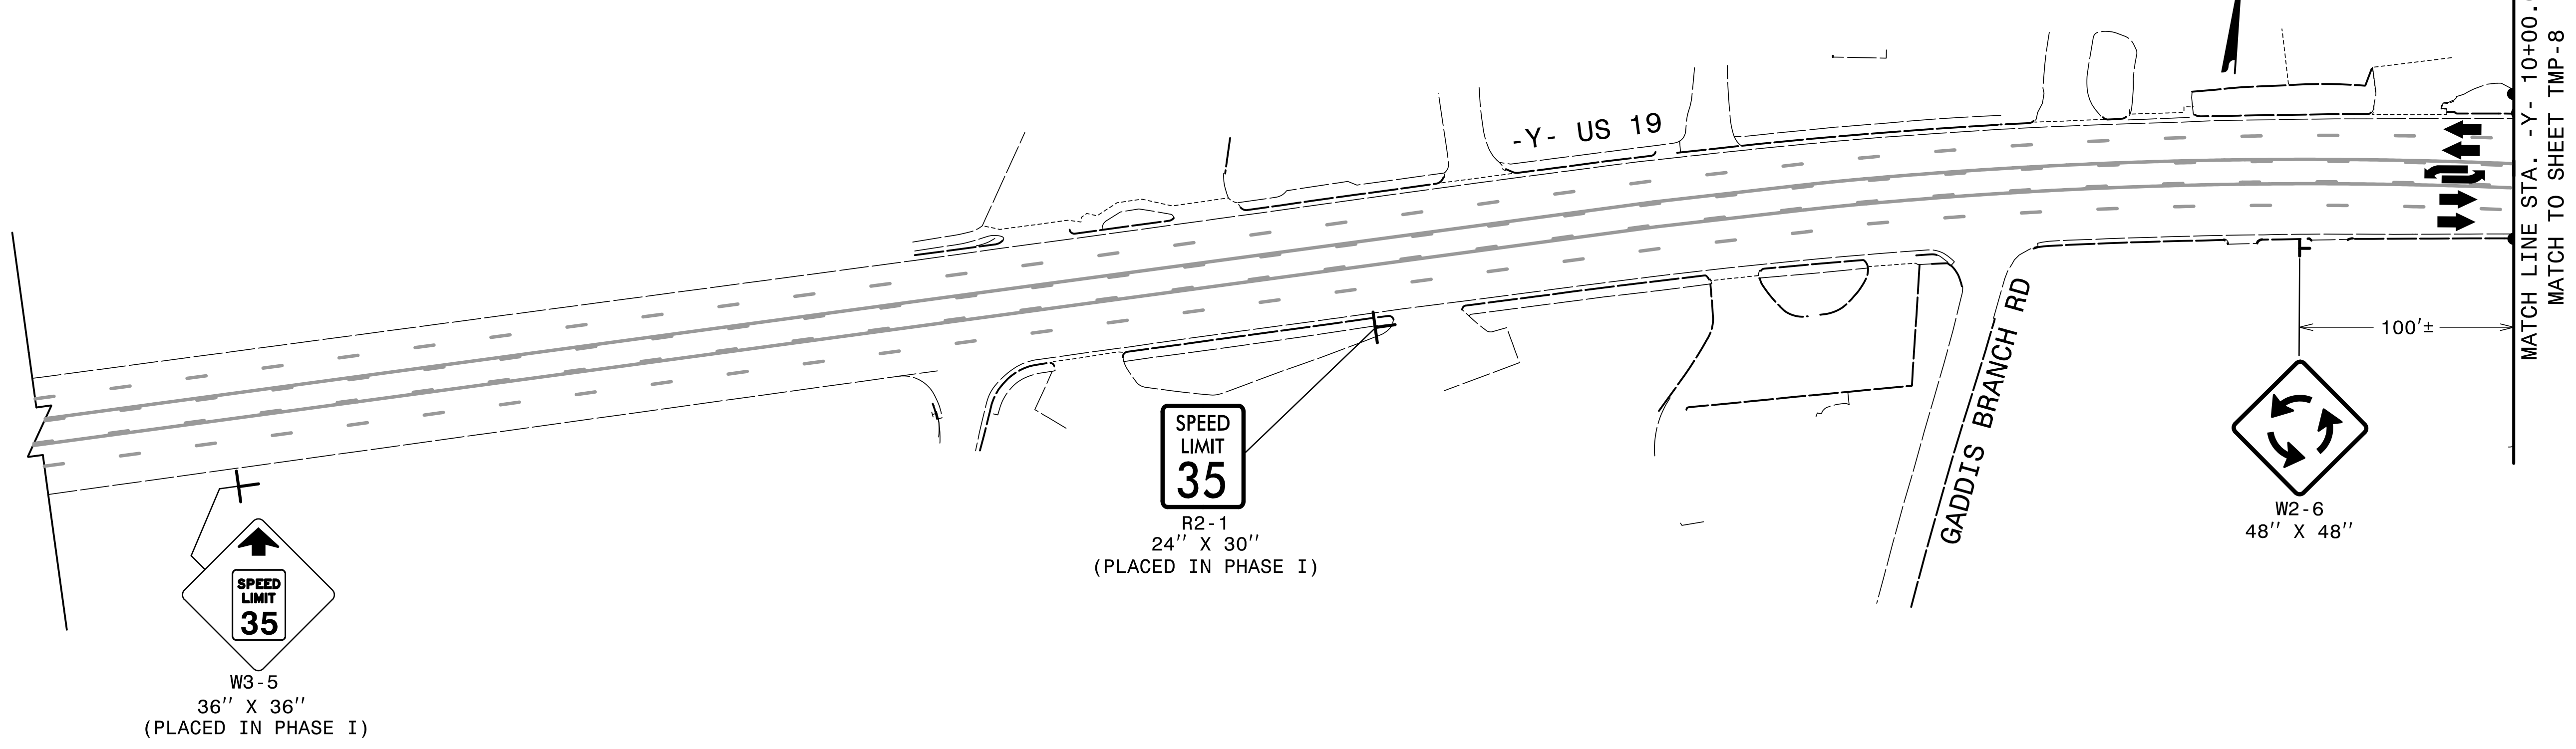 -Y- US 19
SPEED
LIMIT
35
W3-5
36'' X 36''
(PLACED IN PHASE I)
SPEED
LIMIT
35
R2-1
24'' X 30''
(PLACED IN PHASE I)
GADDIS BRANCH RD
W2-6
48'' X 48''
100'±
MATCH LINE STA. -Y- 10+00.
MATCH TO SHEET TMP-8